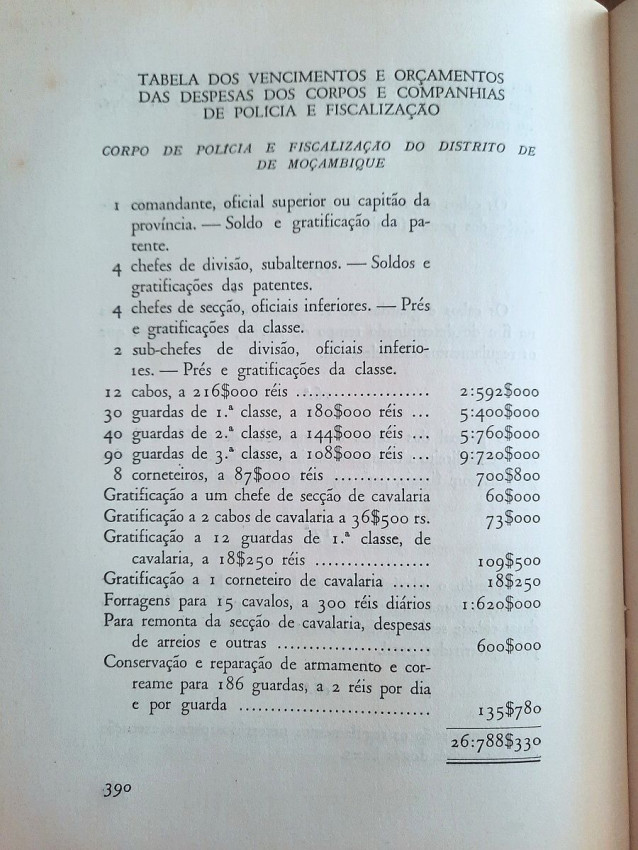 TABELA DOS VENCIMENTOS E ORÇAMENTOS
DAS DESPESAS DOS CORPOS E COMPANHIAS
DE POLICIA E FISCALIZAÇÃO
CORPO DE POLICIA E FISCALIZAÇÃO DO DISTRITO DE
DE MOÇAMBIQUE
1 comandante, oficial superior ou capitão da
província. — Soldo e gratificação da pa-
tente.
4 chefes de divisão, subalternos. — Soldos e
gratificações das patentes.
4 chefes de secção, oficiais inferiores. — Prés
e gratificações da classe.
2 sub-chefes de divisão, oficiais inferio-
res. — Prés e gratificações da classe.
12 cabos, a 216$000 réis .................... 2:592$000
30 guardas de 1.ª classe, a 180$000 réis ... 5:400$000
40 guardas de 2.ª classe, a 144$000 réis ... 5:760$000
90 guardas de 3.ª classe, a 108$000 réis ... 9:720$000
8 corneteiros, a 87$000 réis ............... 700$800
Gratificação a um chefe de secção de cavalaria 60$000
Gratificação a 2 cabos de cavalaria a 36$500 rs. 73$000
Gratificação a 12 guardas de 1.ª classe, de
cavalaria, a 18$250 réis .................. 109$500
Gratificação a 1 corneteiro de cavalaria ...... 18$250
Forragens para 15 cavalos, a 300 réis diários 1:620$000
Para remonta da secção de cavalaria, despesas
de arreios e outras ........................ 600$000
Conservação e reparação de armamento e cor-
reame para 186 guardas, a 2 réis por dia
e por guarda .............................. 135$780
26:788$330
390